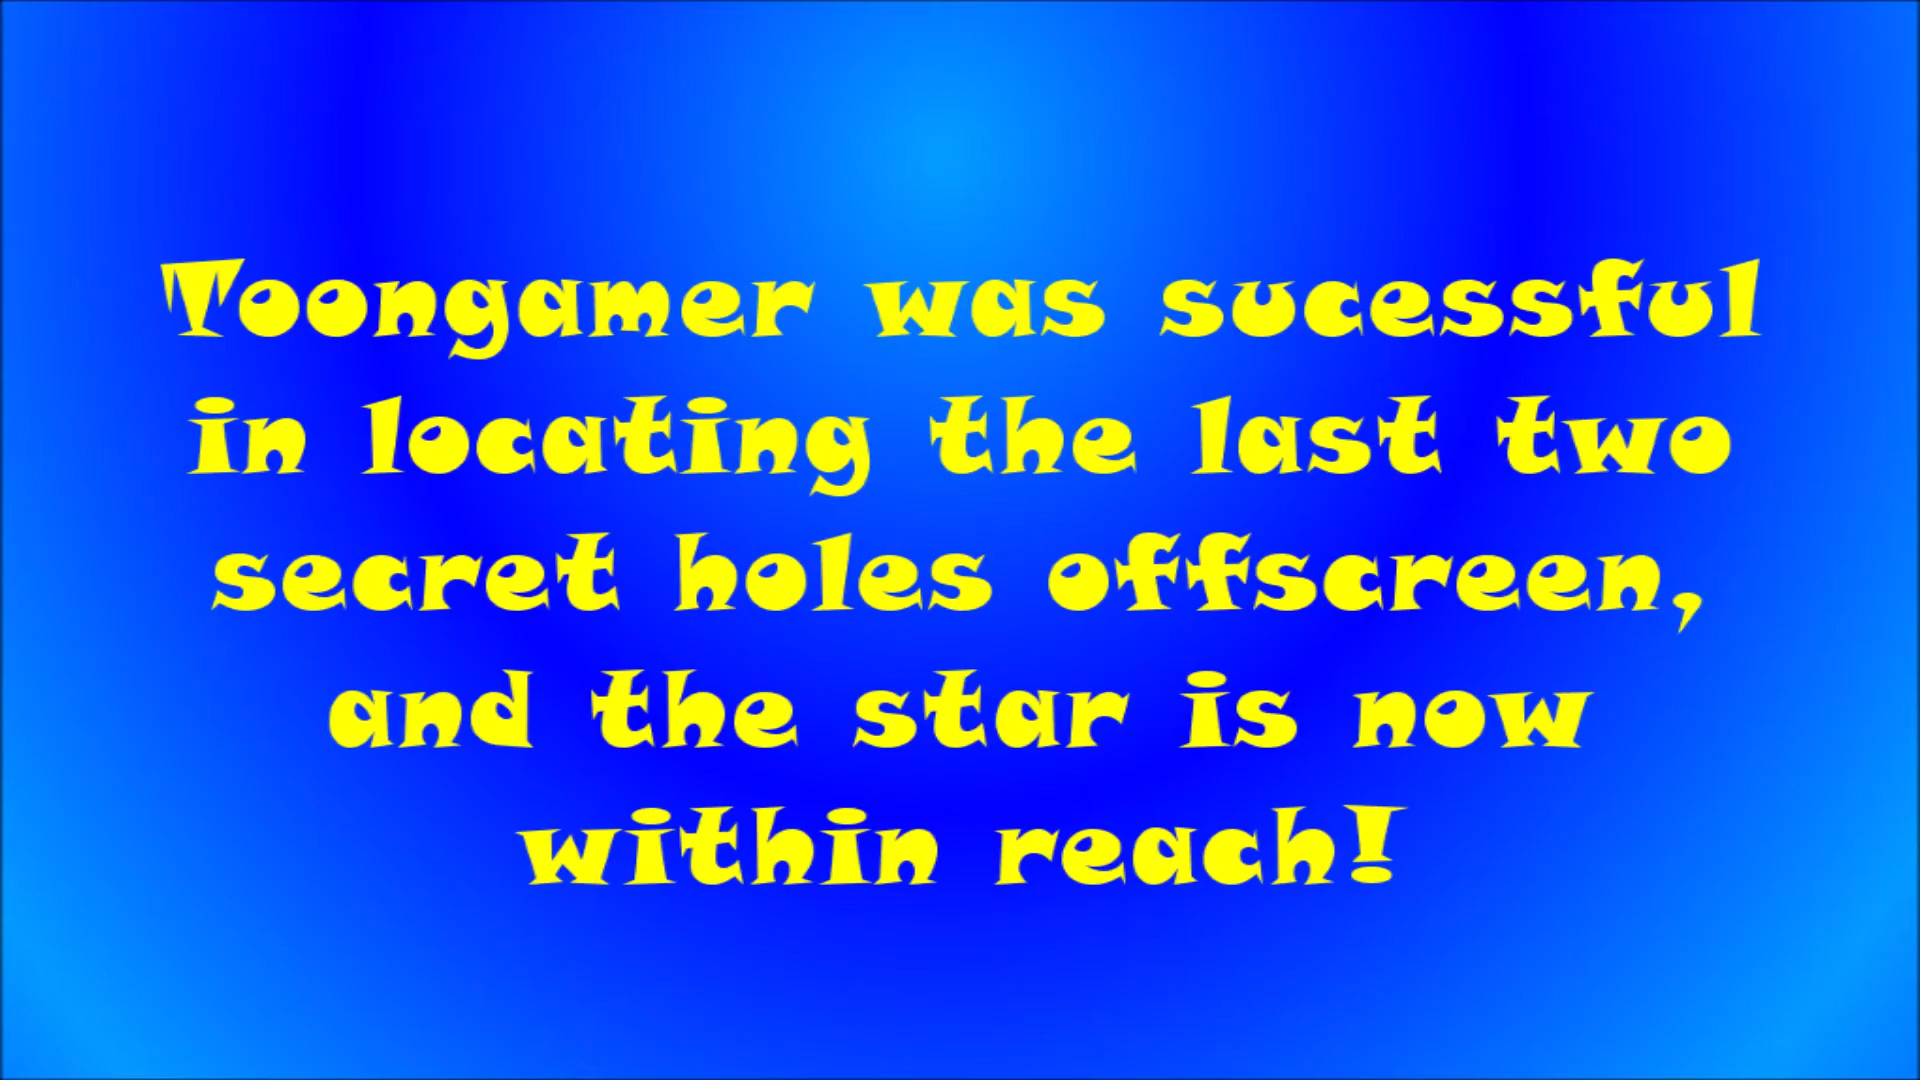 Toongamer was sucessful
in locating the last two
secret holes offscreen,
and the star is now
within reach!